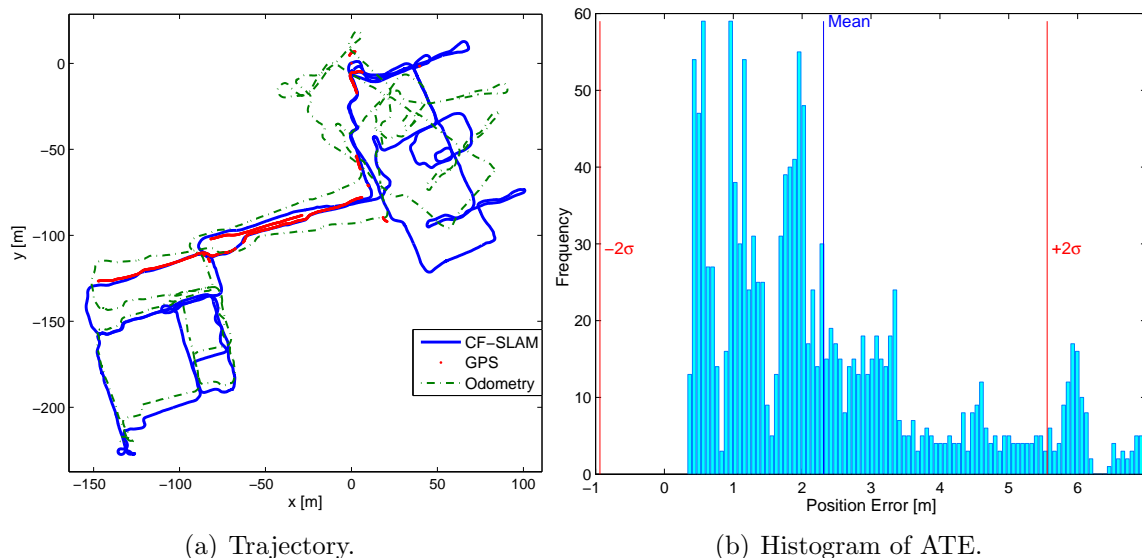 0
−50
−100
−150
−200
y [m]
−150 −100 −50 0 50 100
x [m]
CF−SLAM
GPS
Odometry
(a) Trajectory.
60
50
40
30
20
10
0
Frequency
Mean
−2σ
+2σ
−1 0 1 2 3 4 5 6
Position Error [m]
(b) Histogram of ATE.